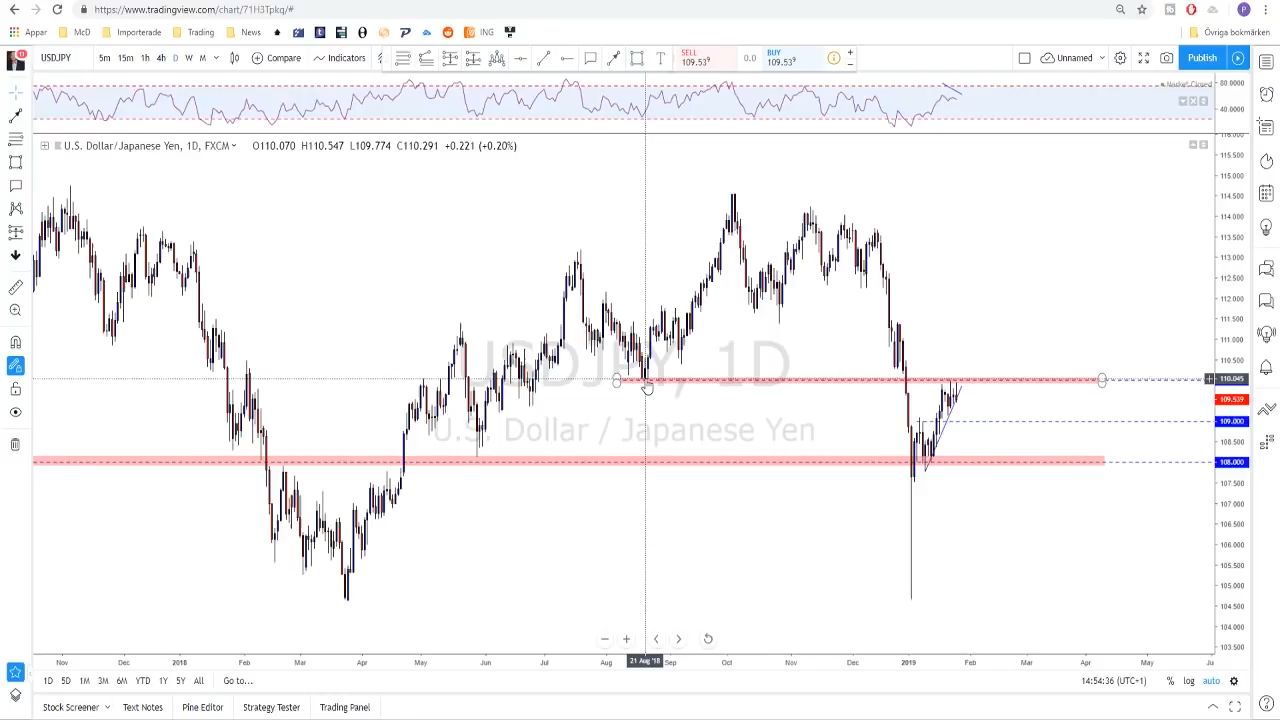 https://www.tradingview.com/chart/71H3Tpkq/#
Appar McD Importerade Trading News ING Övriga bokmärken
USDJPY 5m 15m 1h 4h D W M Compare Indicators SELL 109.539 0.0 BUY 109.539 Unnamed Publish
11
Market Closed
80.0000
40.0000
U.S. Dollar/Japanese Yen, 1D, FXCM O110.070 H110.547 L109.774 C110.291 +0.221 (+0.20%)
116.000
115.500
115.000
114.500
114.000
113.500
113.000
112.500
112.000
111.500
111.000
110.500
110.045
109.539
109.000
108.500
108.000
107.500
107.000
106.500
106.000
105.500
105.000
104.500
104.000
103.500
USDJPY, 1D
U.S. Dollar / Japanese Yen
Nov Dec 2018 Feb Mar Apr May Jun Jul Aug 21 Aug '18 Sep Oct Nov Dec 2019 Feb Mar Apr May Ju
1D 5D 1M 3M 6M YTD 1Y 5Y All Go to... 14:54:36 (UTC+1) % log auto
Stock Screener Text Notes Pine Editor Strategy Tester Trading Panel